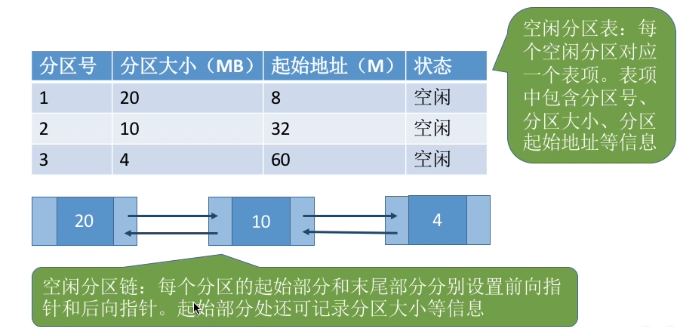 分区号 分区大小（MB） 起始地址（M） 状态
1 20 8 空闲
2 10 32 空闲
3 4 60 空闲
空闲分区表：每
个空闲分区对应
一个表项。表项
中包含分区号、
分区大小、分区
起始地址等信息
20 10 4
空闲分区链：每个分区的起始部分和末尾部分分别设置前向指
针和后向指针。起始部分处还可记录分区大小等信息